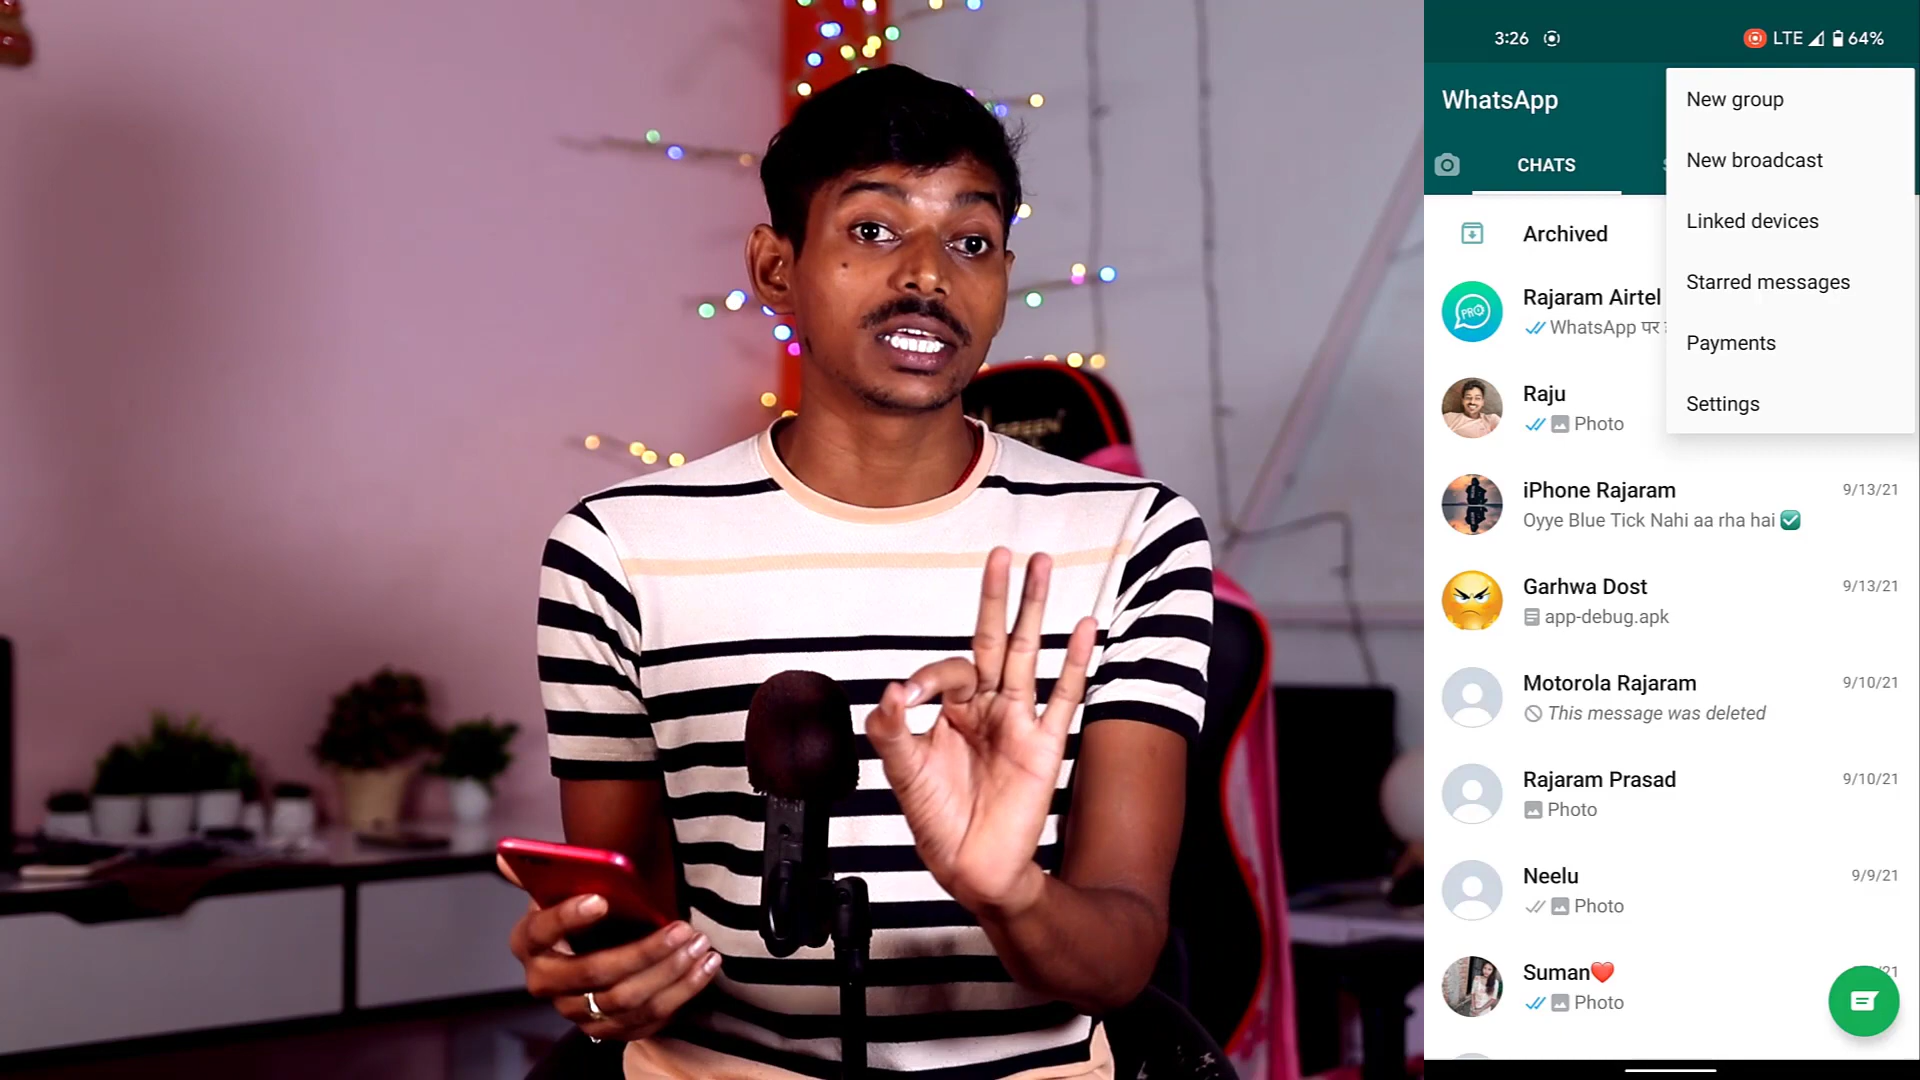 3:26
LTE 64%
WhatsApp
CHATS
New group
New broadcast
Linked devices
Starred messages
Payments
Settings
Archived
Rajaram Airtel
WhatsApp पर
PRO
Raju
Photo
iPhone Rajaram
9/13/21
Oyye Blue Tick Nahi aa rha hai
Garhwa Dost
9/13/21
app-debug.apk
Motorola Rajaram
9/10/21
This message was deleted
Rajaram Prasad
9/10/21
Photo
Neelu
9/9/21
Photo
Suman❤️
21
Photo